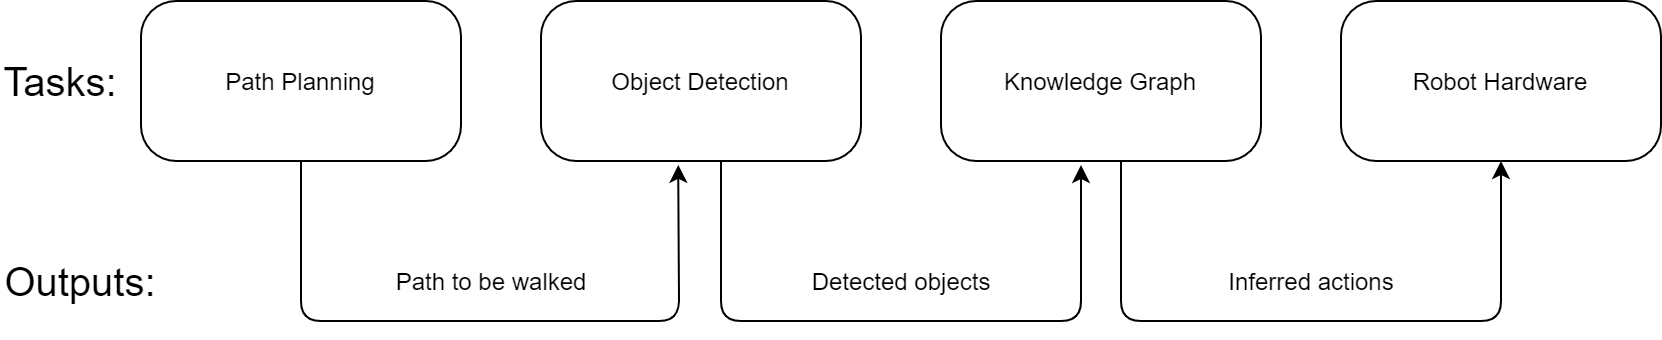 Tasks:
Path Planning
Object Detection
Knowledge Graph
Robot Hardware
Outputs:
Path to be walked
Detected objects
Inferred actions